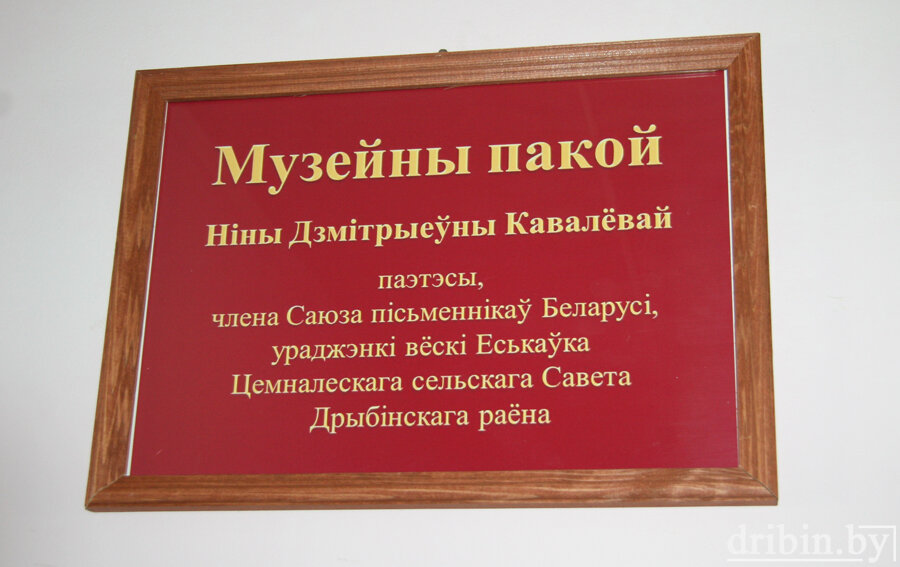 Музейны пакой
Ніны Дзмітрыеўны Кавалёвай
паэтэсы,
члена Саюза пісьменнікаў Беларусі,
ураджэнкі вёскі Еськаўка
Цемналескага сельскага Савета
Дрыбінскага раёна
dribin.by